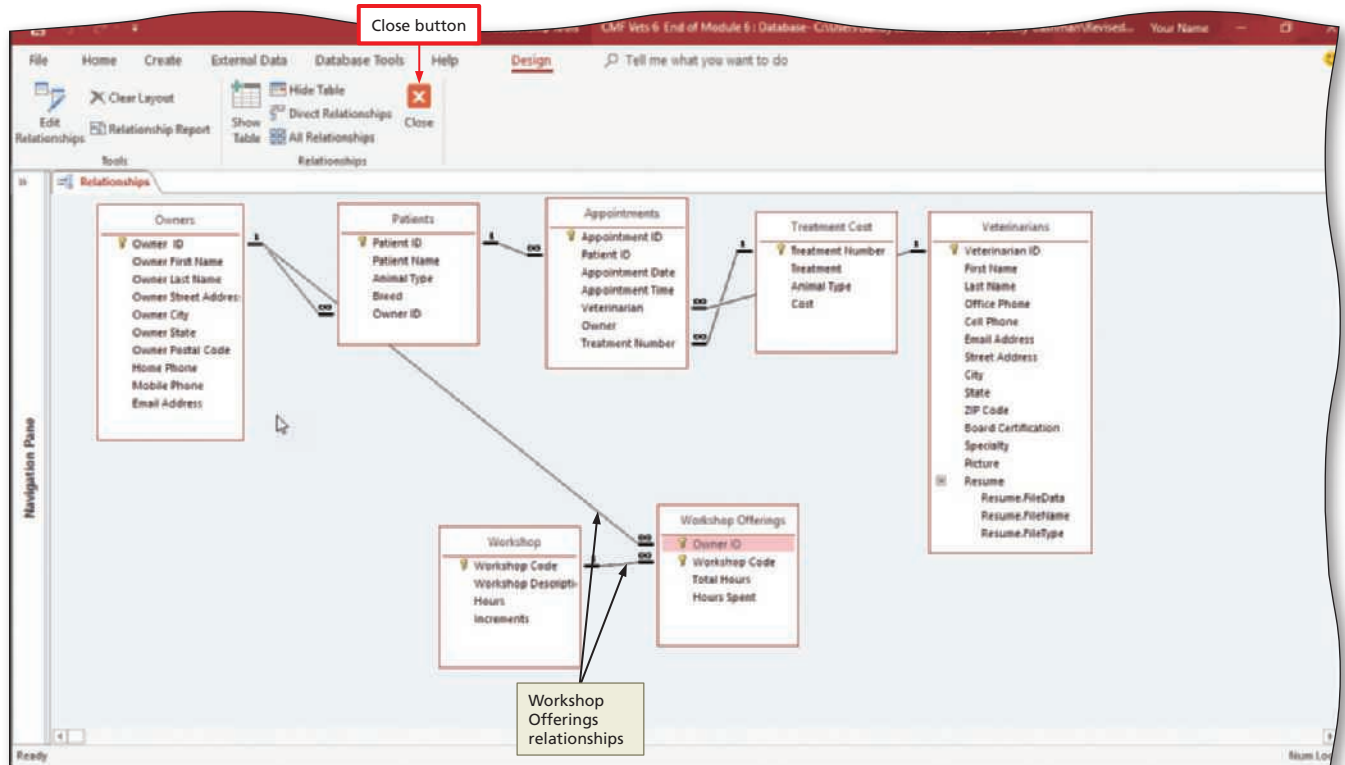 Close button
CMF Vets 6 End of Module 6 : Database-
Your Name
File Home Create External Data Database Tools Help Design Tell me what you want to do
Edit Relationships
Clear Layout
Relationship Report
Tools
Show Table
Hide Table
Direct Relationships
All Relationships
Close
Relationships
Relationships
Navigation Pane
Owners
Owner ID
Owner First Name
Owner Last Name
Owner Street Addres
Owner City
Owner State
Owner Postal Code
Home Phone
Mobile Phone
Email Address
1
∞
Patients
Patient ID
Patient Name
Animal Type
Breed
Owner ID
1
∞
Appointments
Appointment ID
Patient ID
Appointment Date
Appointment Time
Veterinarian
Owner
Treatment Number
∞
∞
1
Treatment Cost
Treatment Number
Treatment
Animal Type
Cost
1
Veterinarians
Veterinarian ID
First Name
Last Name
Office Phone
Cell Phone
Email Address
Street Address
City
State
ZIP Code
Board Certification
Specialty
Picture
Resume
Resume.FileData
Resume.FileName
Resume.FileType
Workshop
Workshop Code
Workshop Descripti
Hours
Increments
1
∞
∞
Workshop Offerings
Owner ID
Workshop Code
Total Hours
Hours Spent
Workshop
Offerings
relationships
Ready
Num Loc